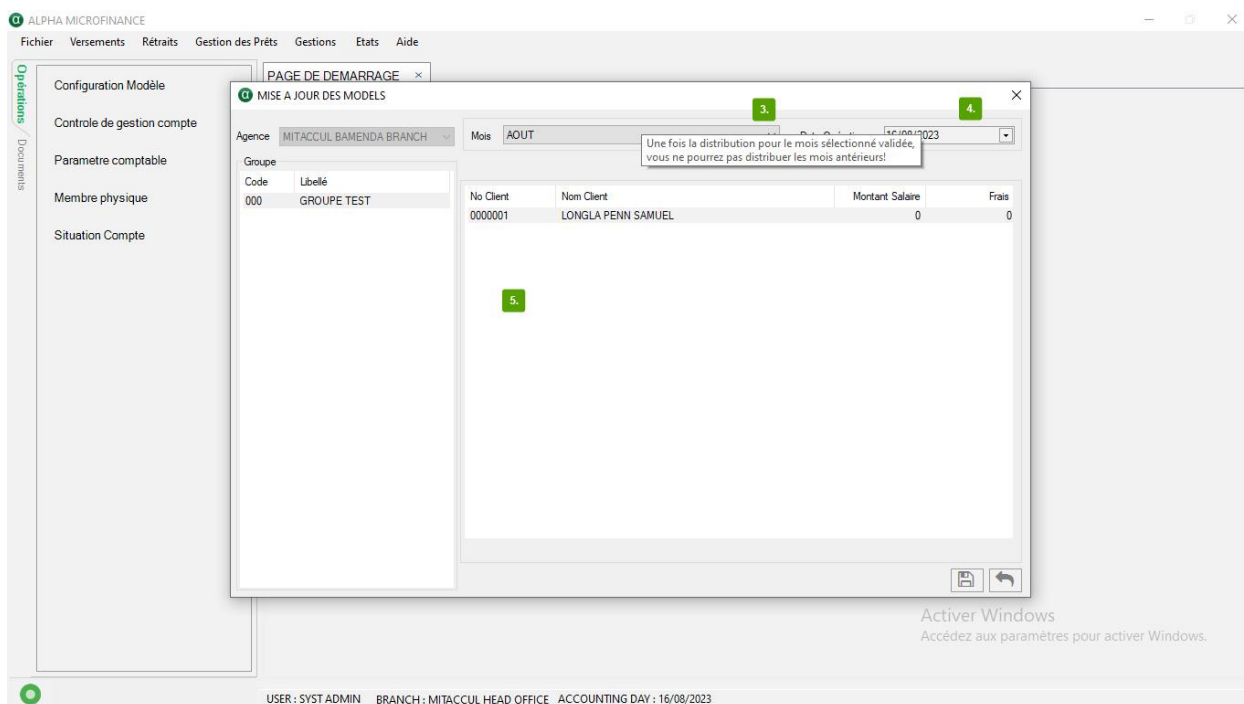 α ALPHA MICROFINANCE
Fichier Versements Rétraits Gestion des Prêts Gestions Etats Aide
Opérations
Documents
Configuration Modèle
Controle de gestion compte
Parametre comptable
Membre physique
Situation Compte
PAGE DE DEMARRAGE ×
α MISE A JOUR DES MODELS
3.
4.
Agence MITACCUL BAMENDA BRANCH
Mois AOUT
16/08/2023
Une fois la distribution pour le mois sélectionné validée,
vous ne pourrez pas distribuer les mois antérieurs!
Groupe
Code Libellé
000 GROUPE TEST
No Client Nom Client Montant Salaire Frais
0000001 LONGLA PENN SAMUEL 0 0
5.
Activer Windows
Accédez aux paramètres pour activer Windows.
USER : SYST ADMIN BRANCH : MITACCUL HEAD OFFICE ACCOUNTING DAY : 16/08/2023